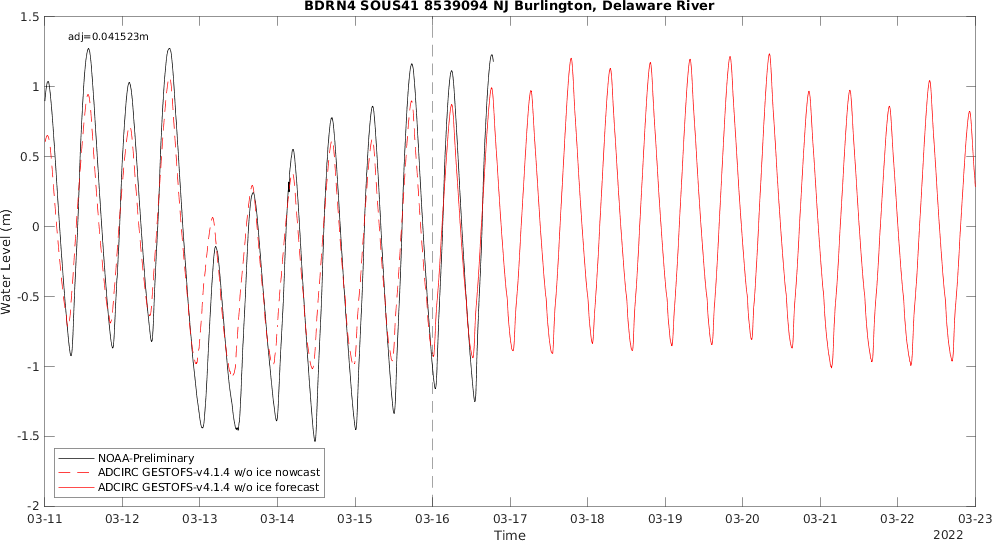 BDRN4 SOUS41 8539094 NJ Burlington, Delaware River
adj=0.041523m
1.5
1
0.5
0
-0.5
-1
-1.5
-2
Water Level (m)
NOAA-Preliminary
ADCIRC GESTOFS-v4.1.4 w/o ice nowcast
ADCIRC GESTOFS-v4.1.4 w/o ice forecast
03-11 03-12 03-13 03-14 03-15 03-16 03-17 03-18 03-19 03-20 03-21 03-22 03-23
Time
2022